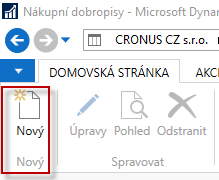 Nákupní dobropisy - Microsoft Dyna
CRONUS CZ s.r.o.
DOMOVSKÁ STRÁNKA AKC
Nový Úpravy Pohled Odstranit
Nový Spravovat